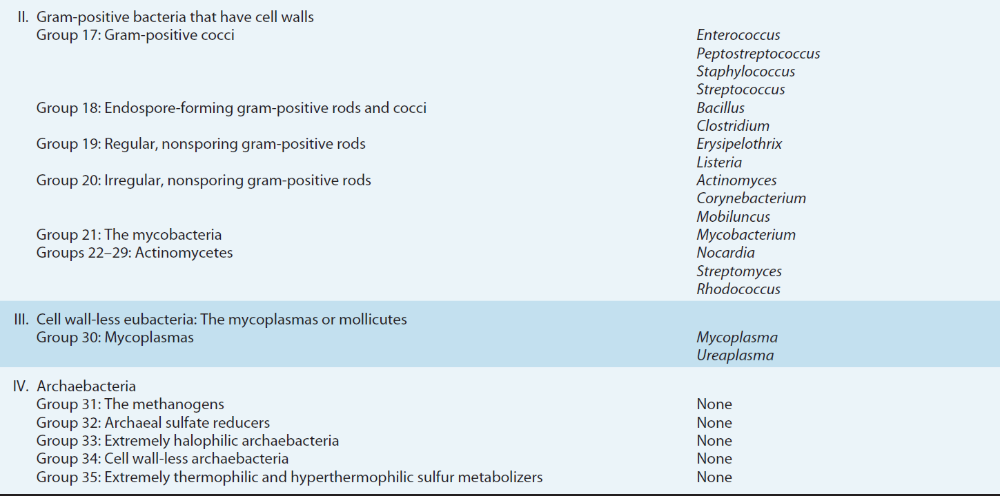 II. Gram-positive bacteria that have cell walls
Group 17: Gram-positive cocci Enterococcus
Peptostreptococcus
Staphylococcus
Streptococcus
Group 18: Endospore-forming gram-positive rods and cocci Bacillus
Clostridium
Group 19: Regular, nonsporing gram-positive rods Erysipelothrix
Listeria
Group 20: Irregular, nonsporing gram-positive rods Actinomyces
Corynebacterium
Mobiluncus
Group 21: The mycobacteria Mycobacterium
Groups 22–29: Actinomycetes Nocardia
Streptomyces
Rhodococcus
III. Cell wall-less eubacteria: The mycoplasmas or mollicutes
Group 30: Mycoplasmas Mycoplasma
Ureaplasma
IV. Archaebacteria
Group 31: The methanogens None
Group 32: Archaeal sulfate reducers None
Group 33: Extremely halophilic archaebacteria None
Group 34: Cell wall-less archaebacteria None
Group 35: Extremely thermophilic and hyperthermophilic sulfur metabolizers None